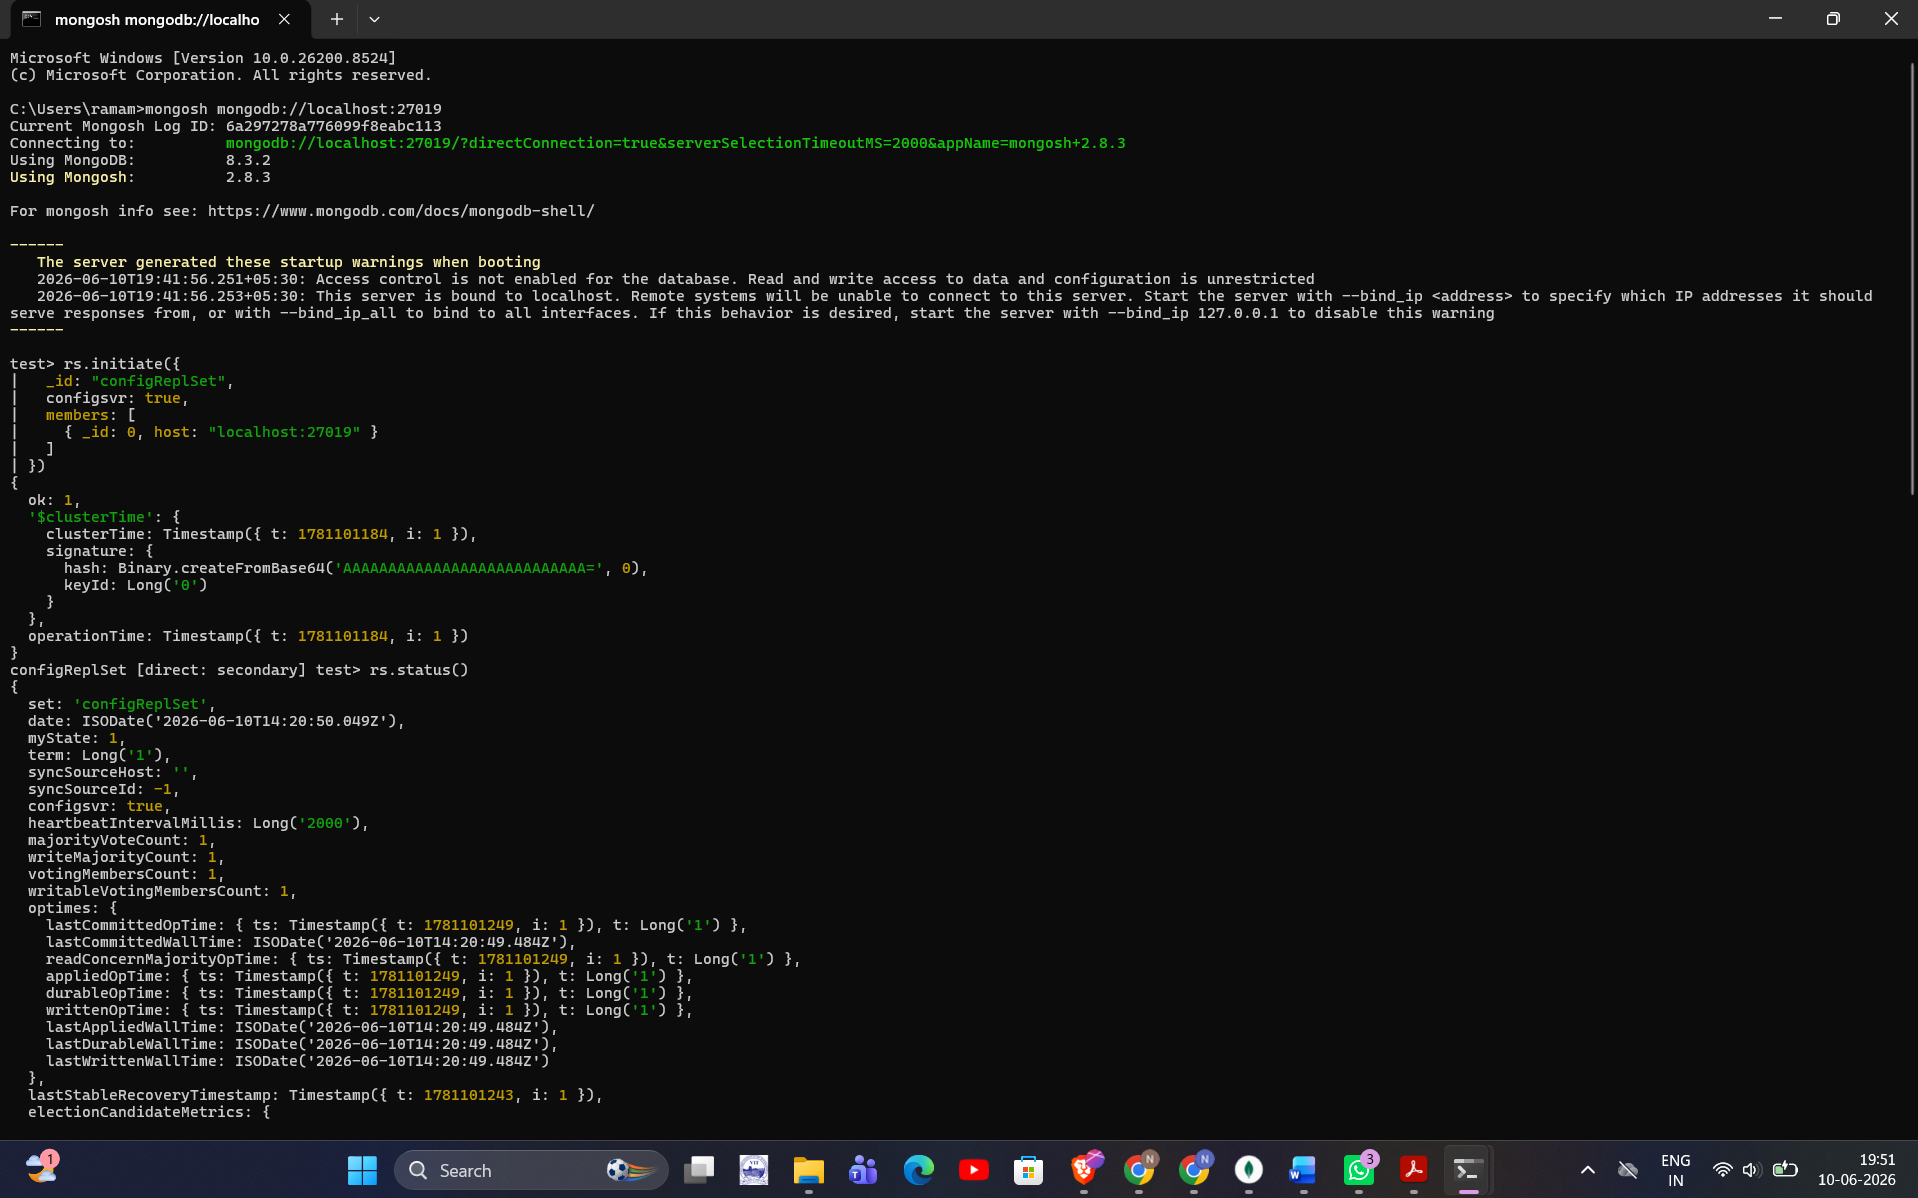 mongosh mongodb://localho
Microsoft Windows [Version 10.0.26200.8524]
(c) Microsoft Corporation. All rights reserved.
C:\Users\ramam>mongosh mongodb://localhost:27019
Current Mongosh Log ID: 6a297278a776099f8eabc113
Connecting to: mongodb://localhost:27019/?directConnection=true&serverSelectionTimeoutMS=2000&appName=mongosh+2.8.3
Using MongoDB: 8.3.2
Using Mongosh: 2.8.3
For mongosh info see: https://www.mongodb.com/docs/mongodb-shell/
------
The server generated these startup warnings when booting
2026-06-10T19:41:56.251+05:30: Access control is not enabled for the database. Read and write access to data and configuration is unrestricted
2026-06-10T19:41:56.253+05:30: This server is bound to localhost. Remote systems will be unable to connect to this server. Start the server with --bind_ip <address> to specify which IP addresses it should
serve responses from, or with --bind_ip_all to bind to all interfaces. If this behavior is desired, start the server with --bind_ip 127.0.0.1 to disable this warning
------
test> rs.initiate({
| _id: "configReplSet",
| configsvr: true,
| members: [
| { _id: 0, host: "localhost:27019" }
| ]
| })
{
ok: 1,
'$clusterTime': {
clusterTime: Timestamp({ t: 1781101184, i: 1 }),
signature: {
hash: Binary.createFromBase64('AAAAAAAAAAAAAAAAAAAAAAAAAAA=', 0),
keyId: Long('0')
}
},
operationTime: Timestamp({ t: 1781101184, i: 1 })
}
configReplSet [direct: secondary] test> rs.status()
{
set: 'configReplSet',
date: ISODate('2026-06-10T14:20:50.049Z'),
myState: 1,
term: Long('1'),
syncSourceHost: '',
syncSourceId: -1,
configsvr: true,
heartbeatIntervalMillis: Long('2000'),
majorityVoteCount: 1,
writeMajorityCount: 1,
votingMembersCount: 1,
writableVotingMembersCount: 1,
optimes: {
lastCommittedOpTime: { ts: Timestamp({ t: 1781101249, i: 1 }), t: Long('1') },
lastCommittedWallTime: ISODate('2026-06-10T14:20:49.484Z'),
readConcernMajorityOpTime: { ts: Timestamp({ t: 1781101249, i: 1 }), t: Long('1') },
appliedOpTime: { ts: Timestamp({ t: 1781101249, i: 1 }), t: Long('1') },
durableOpTime: { ts: Timestamp({ t: 1781101249, i: 1 }), t: Long('1') },
writtenOpTime: { ts: Timestamp({ t: 1781101249, i: 1 }), t: Long('1') },
lastAppliedWallTime: ISODate('2026-06-10T14:20:49.484Z'),
lastDurableWallTime: ISODate('2026-06-10T14:20:49.484Z'),
lastWrittenWallTime: ISODate('2026-06-10T14:20:49.484Z')
},
lastStableRecoveryTimestamp: Timestamp({ t: 1781101243, i: 1 }),
electionCandidateMetrics: {
1
Search
N
N
3
ENG
IN
19:51
10-06-2026